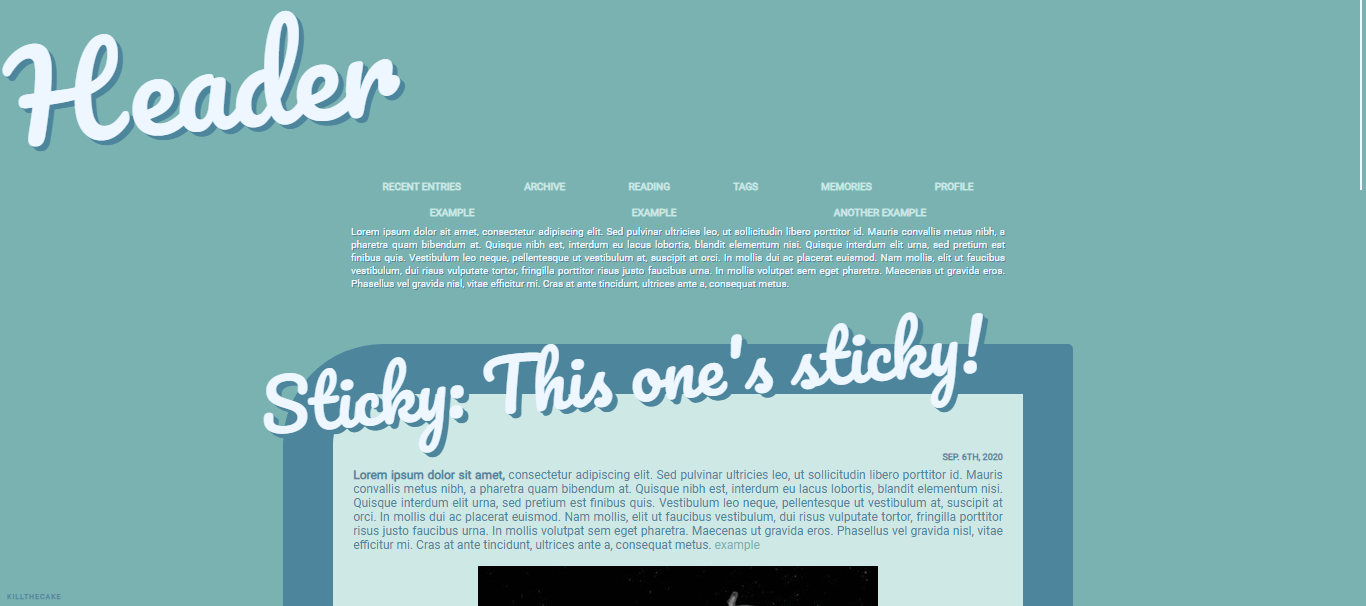 Header
RECENT ENTRIES ARCHIVE READING TAGS MEMORIES PROFILE
EXAMPLE EXAMPLE ANOTHER EXAMPLE
Lorem ipsum dolor sit amet, consectetur adipiscing elit. Sed pulvinar ultricies leo, ut sollicitudin libero porttitor id. Mauris convallis metus nibh, a
pharetra quam bibendum at. Quisque nibh est, interdum eu lacus lobortis, blandit elementum nisi. Quisque interdum elit urna, sed pretium est
finibus quis. Vestibulum leo neque, pellentesque ut vestibulum at, suscipit at orci. In mollis dui ac placerat euismod. Nam mollis, elit ut faucibus
vestibulum, dui risus vulputate tortor, fringilla porttitor risus justo faucibus urna. In mollis volutpat sem eget pharetra. Maecenas ut gravida eros.
Phasellus vel gravida nisl, vitae efficitur mi. Cras at ante tincidunt, ultrices ante a, consequat metus.
Sticky: This one's sticky!
SEP. 6TH, 2020
Lorem ipsum dolor sit amet, consectetur adipiscing elit. Sed pulvinar ultricies leo, ut sollicitudin libero porttitor id. Mauris
convallis metus nibh, a pharetra quam bibendum at. Quisque nibh est, interdum eu lacus lobortis, blandit elementum nisi.
Quisque interdum elit urna, sed pretium est finibus quis. Vestibulum leo neque, pellentesque ut vestibulum at, suscipit at
orci. In mollis dui ac placerat euismod. Nam mollis, elit ut faucibus vestibulum, dui risus vulputate tortor, fringilla porttitor
risus justo faucibus urna. In mollis volutpat sem eget pharetra. Maecenas ut gravida eros. Phasellus vel gravida nisl, vitae
efficitur mi. Cras at ante tincidunt, ultrices ante a, consequat metus. example
KILLTHECAKE